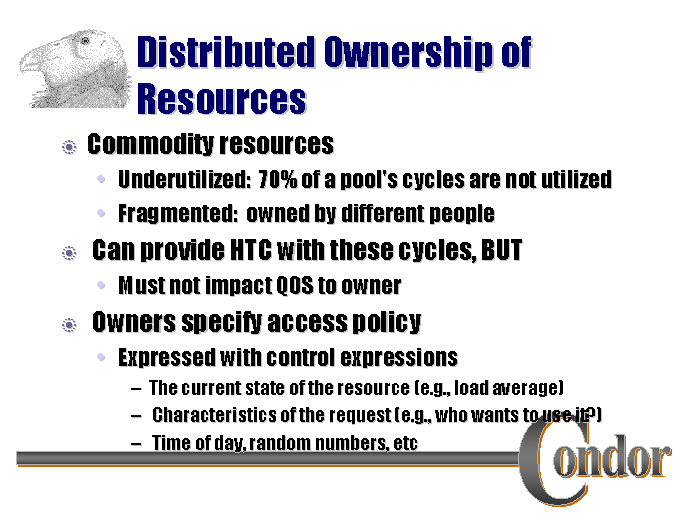 Distributed Ownership of
Resources
Commodity resources
Underutilized: 70% of a pool's cycles are not utilized
Fragmented: owned by different people
Can provide HTC with these cycles, BUT
Must not impact QOS to owner
Owners specify access policy
Expressed with control expressions
– The current state of the resource (e.g., load average)
– Characteristics of the request (e.g., who wants to use it?)
– Time of day, random numbers, etc
Condor